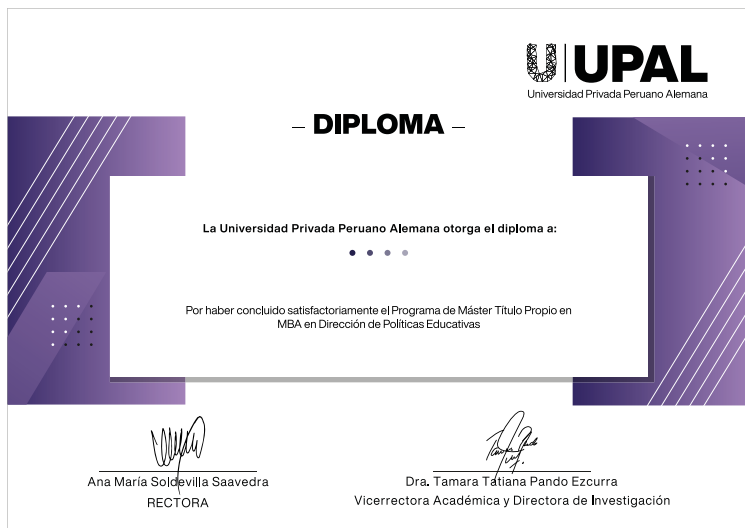 UPAL
Universidad Privada Peruano Alemana
– DIPLOMA –
La Universidad Privada Peruano Alemana otorga el diploma a:
Por haber concluido satisfactoriamente el Programa de Máster Título Propio en
MBA en Dirección de Políticas Educativas
Ana María Soldevilla Saavedra
RECTORA
Dra. Tamara Tatiana Pando Ezcurra
Vicerrectora Académica y Directora de Investigación